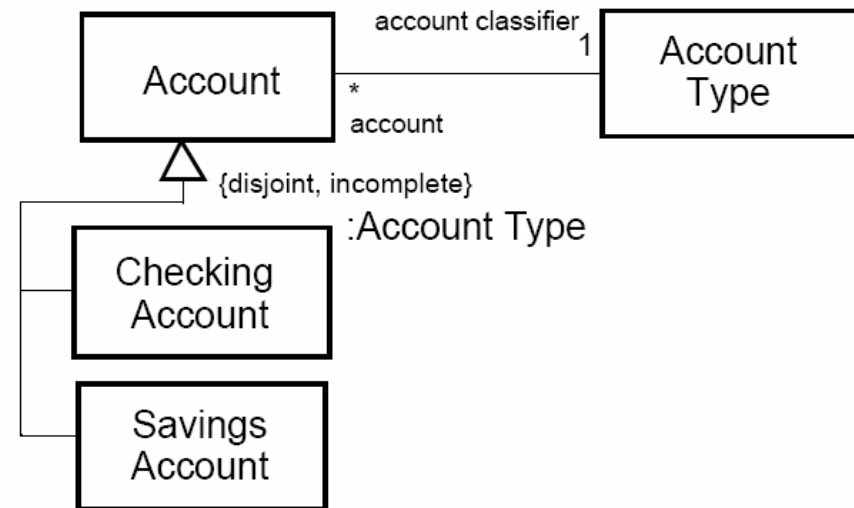 account classifier
1
Account
Account
Type
*
account
{disjoint, incomplete}
:Account Type
Checking
Account
Savings
Account